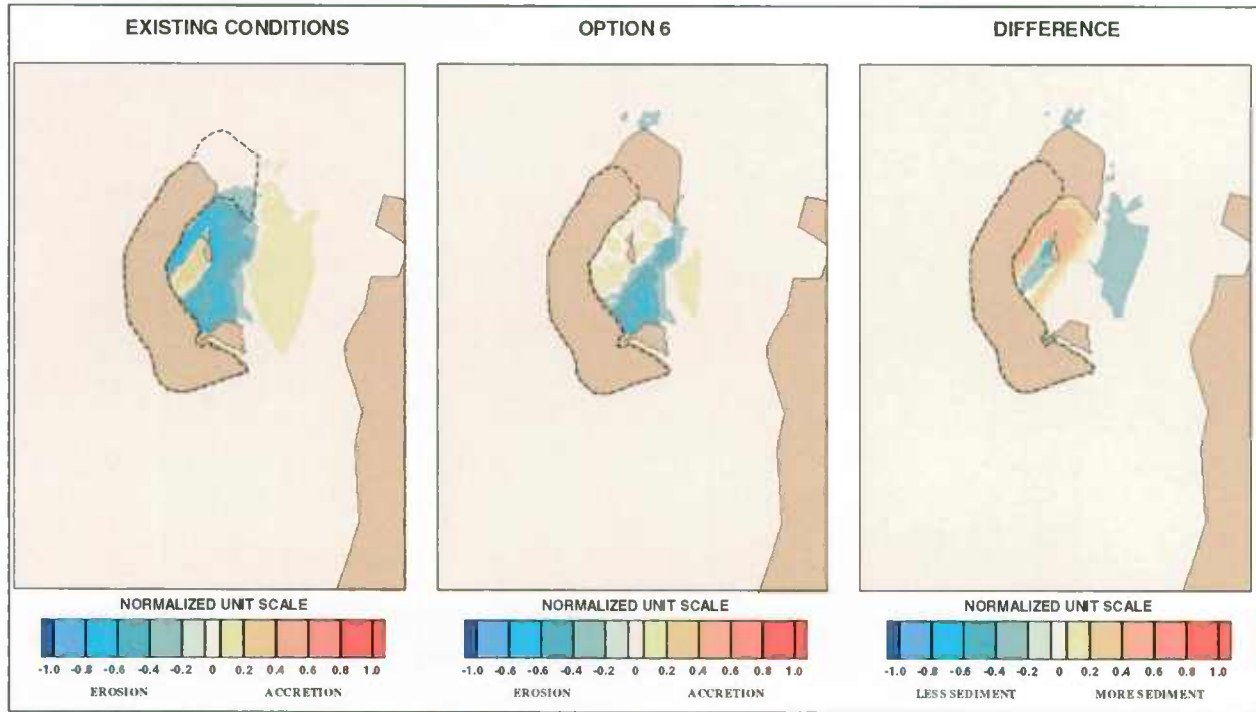 EXISTING CONDITIONS
OPTION 6
DIFFERENCE
NORMALIZED UNIT SCALE
-1.0 -0.8 -0.6 -0.4 -0.2 0 0.2 0.4 0.6 0.8 1.0
EROSION ACCRETION
NORMALIZED UNIT SCALE
-1.0 -0.8 -0.6 -0.4 -0.2 0 0.2 0.4 0.6 0.8 1.0
EROSION ACCRETION
NORMALIZED UNIT SCALE
-1.0 -0.8 -0.6 -0.4 -0.2 0 0.2 0.4 0.6 0.8 1.0
LESS SEDIMENT MORE SEDIMENT